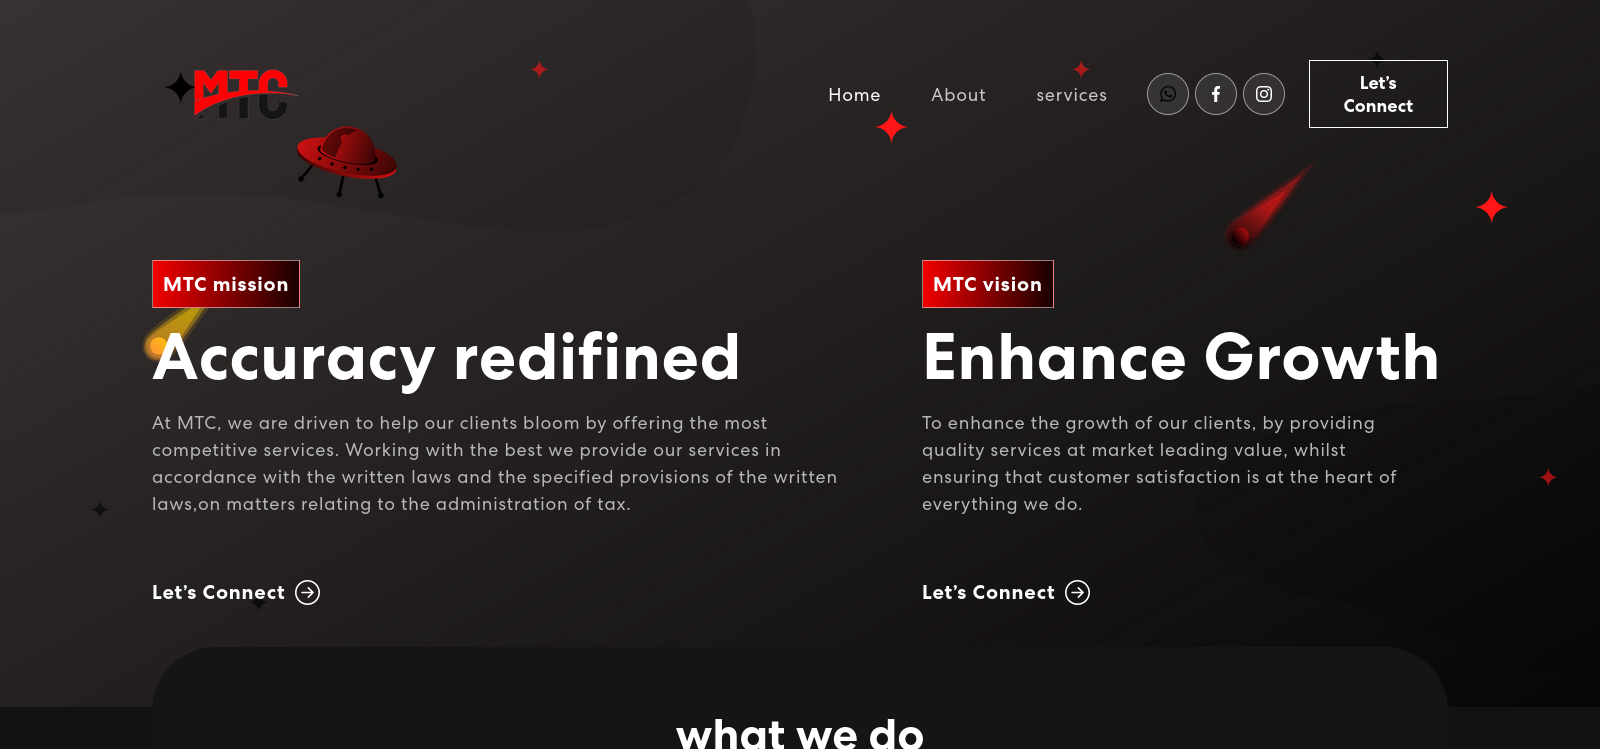 MTC
Home
About
services
Let's
Connect
MTC mission
Accuracy redifined
At MTC, we are driven to help our clients bloom by offering the most
competitive services. Working with the best we provide our services in
accordance with the written laws and the specified provisions of the written
laws,on matters relating to the administration of tax.
Let's Connect
MTC vision
Enhance Growth
To enhance the growth of our clients, by providing
quality services at market leading value, whilst
ensuring that customer satisfaction is at the heart of
everything we do.
Let's Connect
what we do